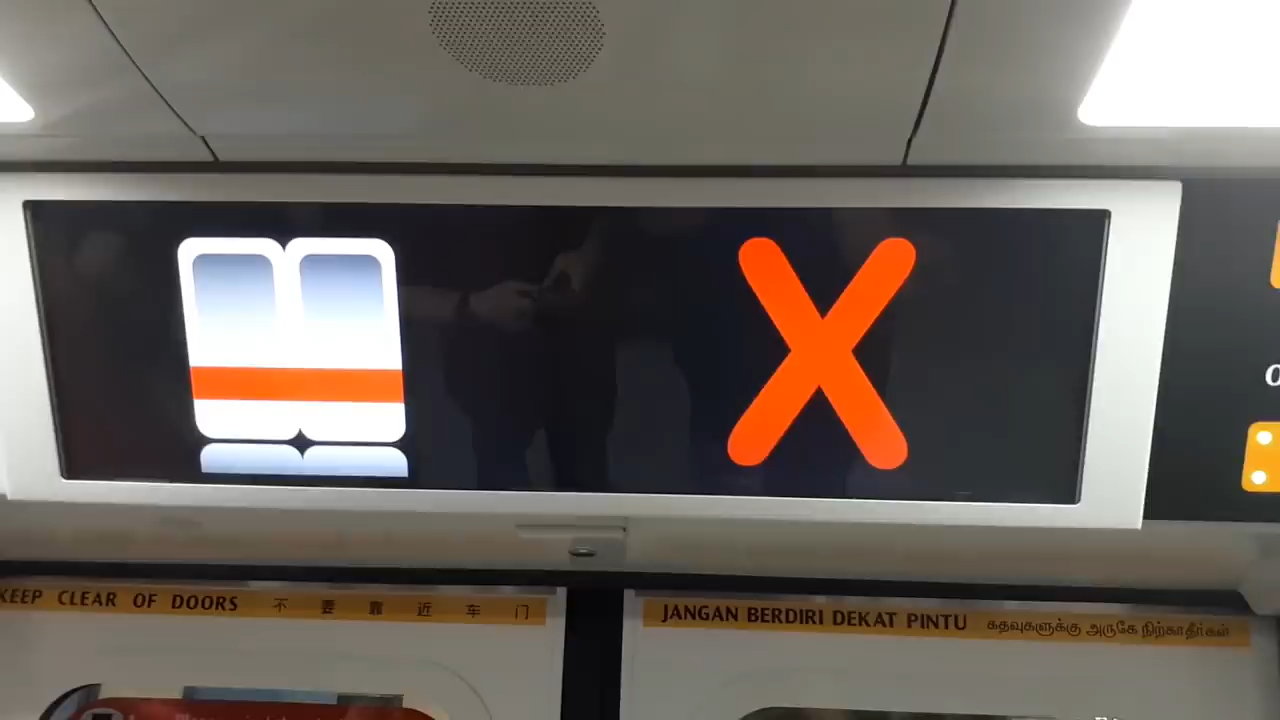 KEEP CLEAR OF DOORS 不要靠近车门
JANGAN BERDIRI DEKAT PINTU கதவுகளுக்கு அருகே நிற்காதீர்கள்